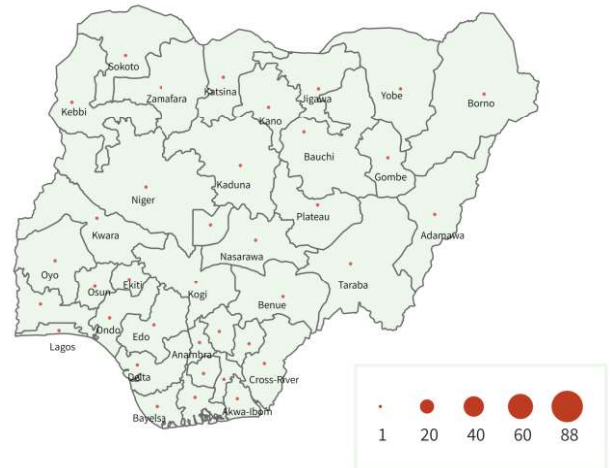 Sokoto
Katsina
Jigawa
Zamafara
Yobe
Borno
Kebbi
Kano
Bauchi
Gombe
Kaduna
Niger
Plateau
Kwara
Adamawa
Nasarawa
Oyo
Taraba
Ekiti
Osun
Kogi
Benue
Ondo
Edo
Lagos
Anambra
Delta
Cross-River
Bayelsa
Akwa-Ibom
1 20 40 60 88